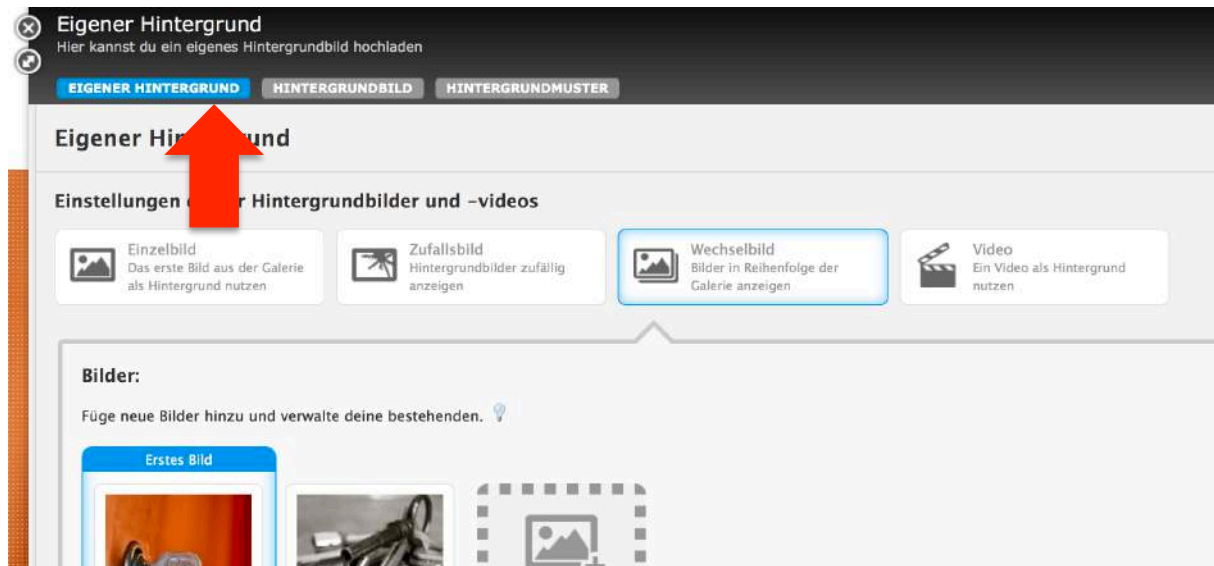 Eigener Hintergrund
Hier kannst du ein eigenes Hintergrundbild hochladen
EIGENER HINTERGRUND HINTERGRUNDBILD HINTERGRUNDMUSTER
Eigener Hi und
Einstellungen r Hintergrundbilder und -videos
Einzelbild
Das erste Bild aus der Galerie
als Hintergrund nutzen
Zufallsbild
Hintergrundbilder zufällig
anzeigen
Wechselbild
Bilder in Reihenfolge der
Galerie anzeigen
Video
Ein Video als Hintergrund
nutzen
Bilder:
Füge neue Bilder hinzu und verwalte deine bestehenden.
Erstes Bild